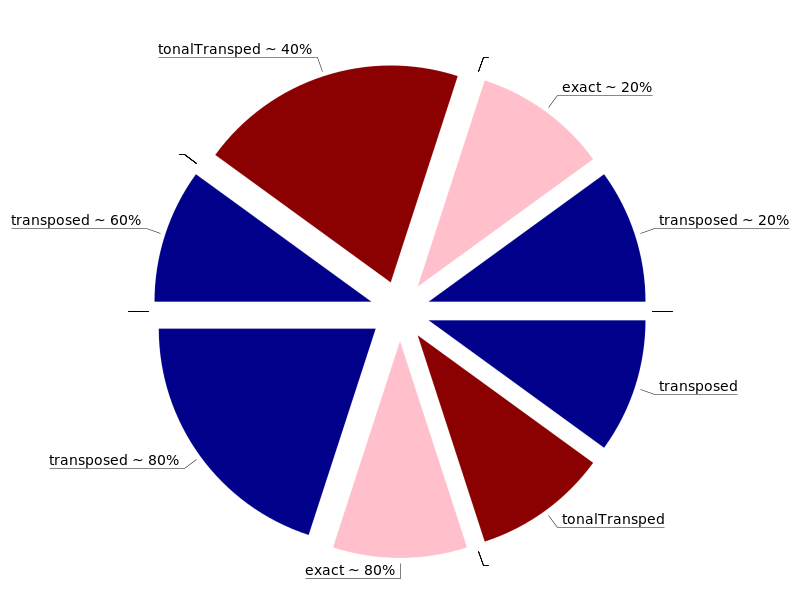 tonalTransped ~ 40%
exact ~ 20%
transposed ~ 60%
transposed ~ 20%
transposed
transposed ~ 80%
tonalTransped
exact ~ 80%